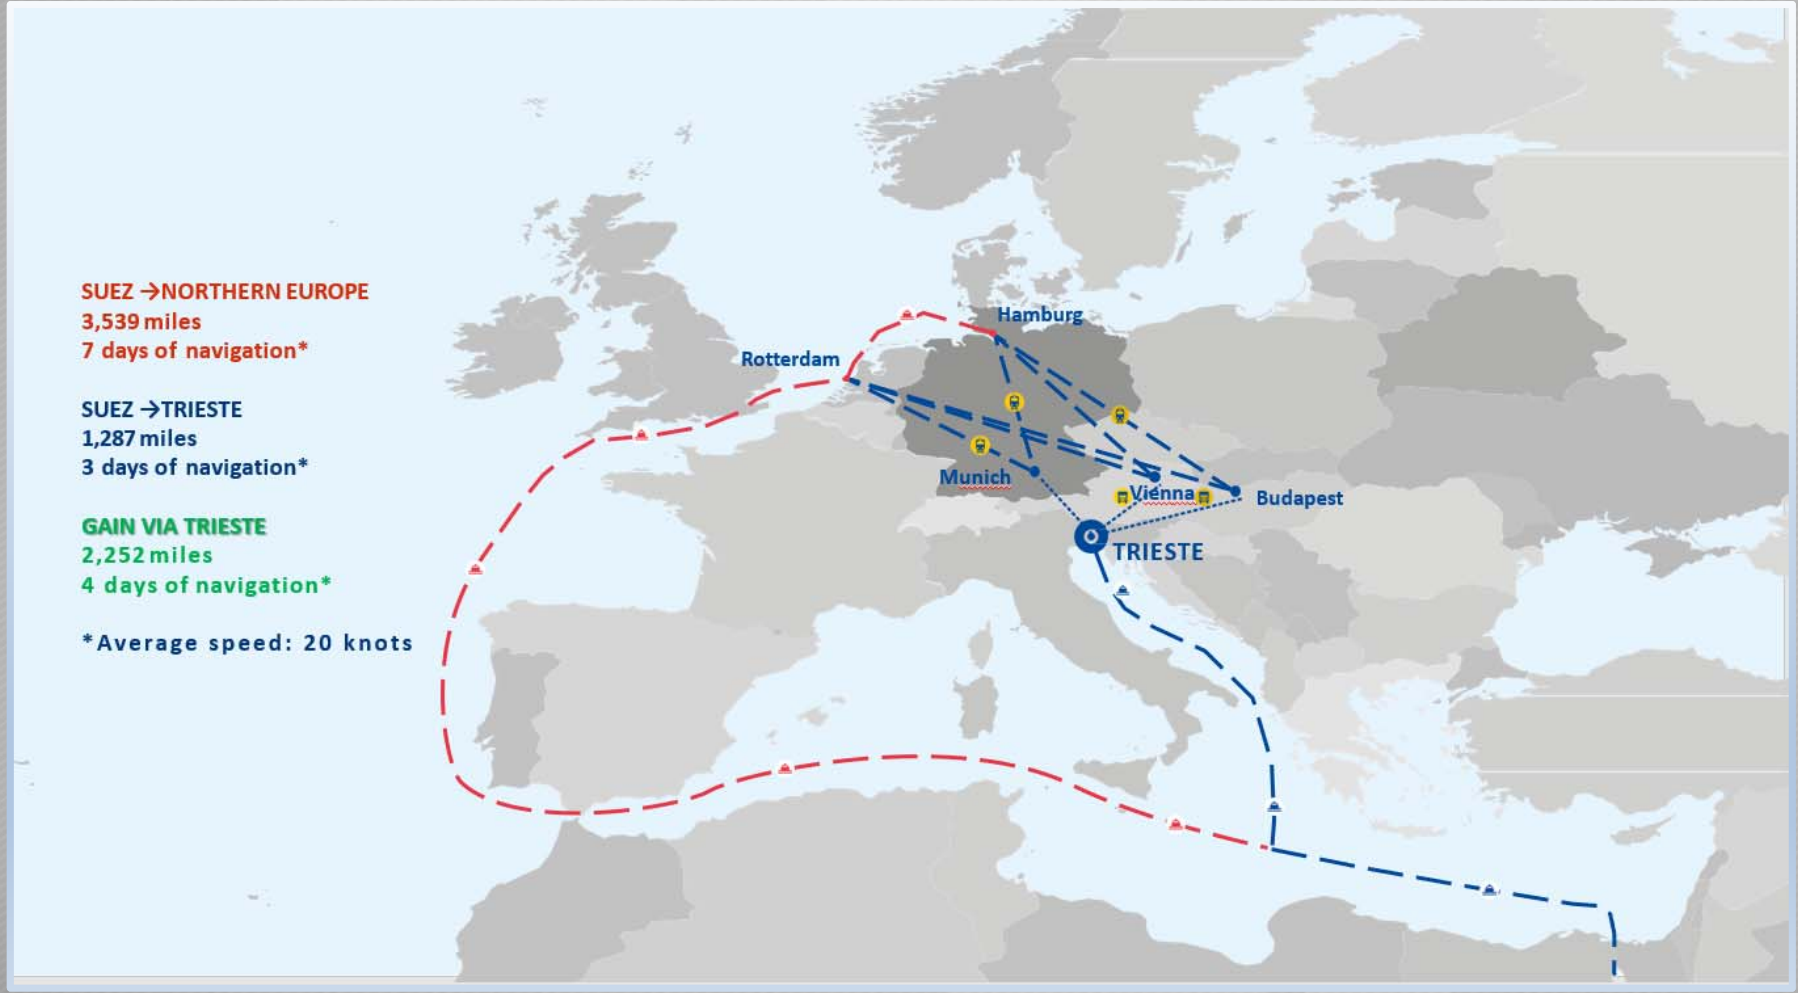 SUEZ →NORTHERN EUROPE
3,539 miles
7 days of navigation*
SUEZ →TRIESTE
1,287 miles
3 days of navigation*
GAIN VIA TRIESTE
2,252 miles
4 days of navigation*
*Average speed: 20 knots
Hamburg
Rotterdam
Munich
Vienna
Budapest
TRIESTE